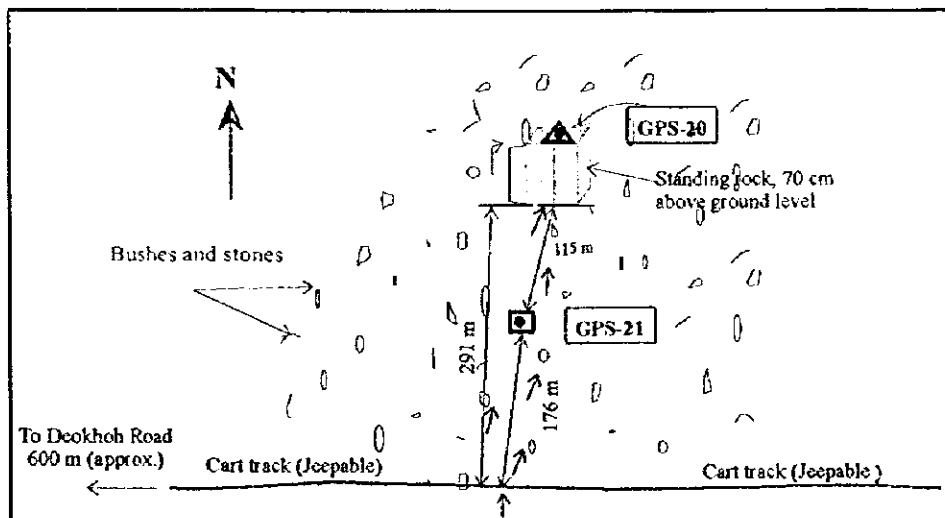 N
GPS-20
Standing rock, 70 cm
above ground level
115 m
Bushes and stones
GPS-21
291 m
176 m
To Deokhoh Road
600 m (approx.)
Cart track (Jeepable)
Cart track (Jeepable)